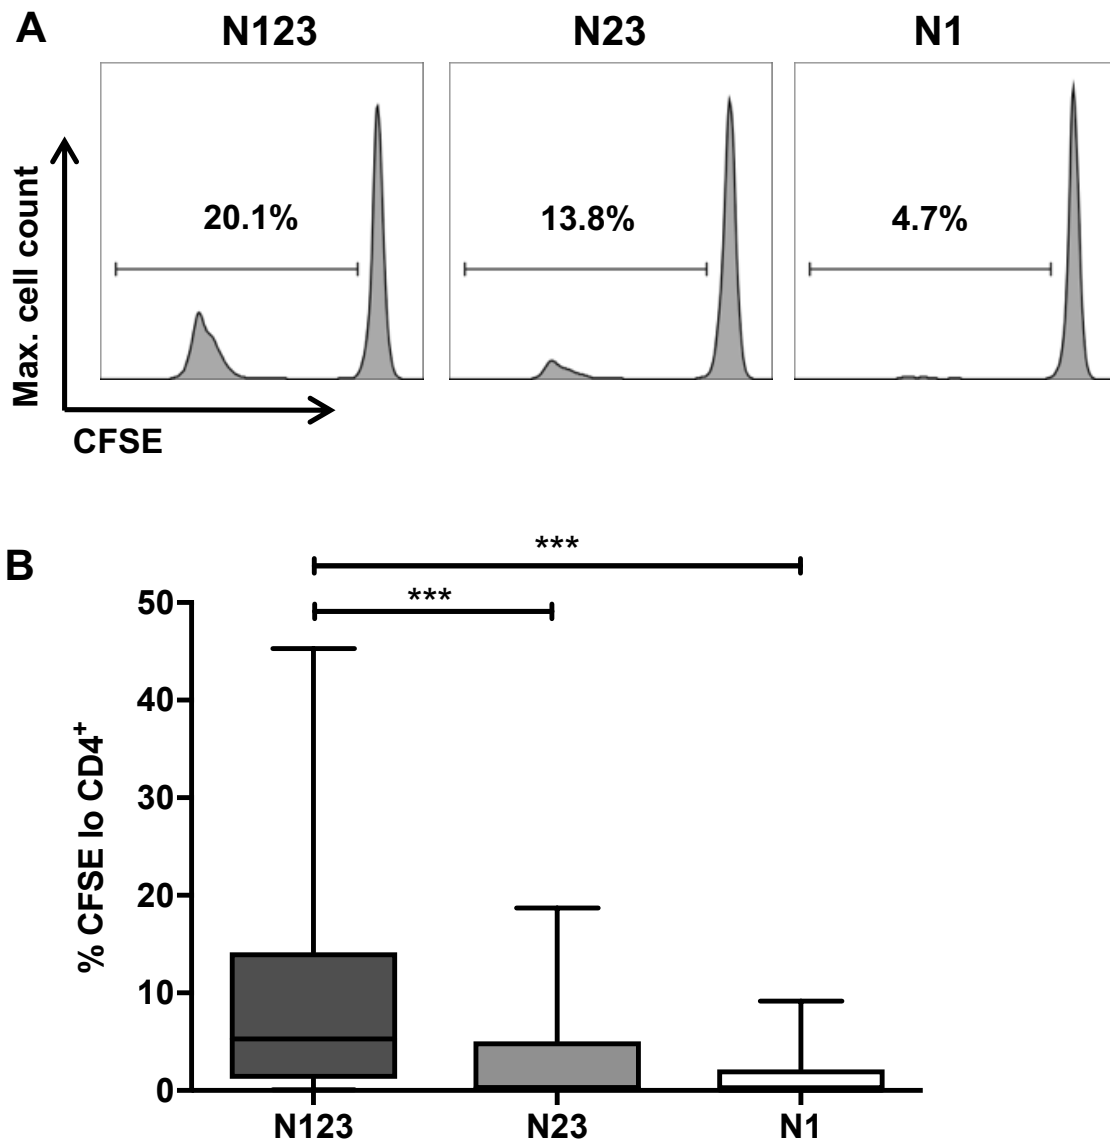 A
N123 N23 N1
20.1% 13.8% 4.7%
Max. cell count
CFSE
B
***
***
50
40
30
20
10
0
% CFSE lo CD4⁺
N123 N23 N1